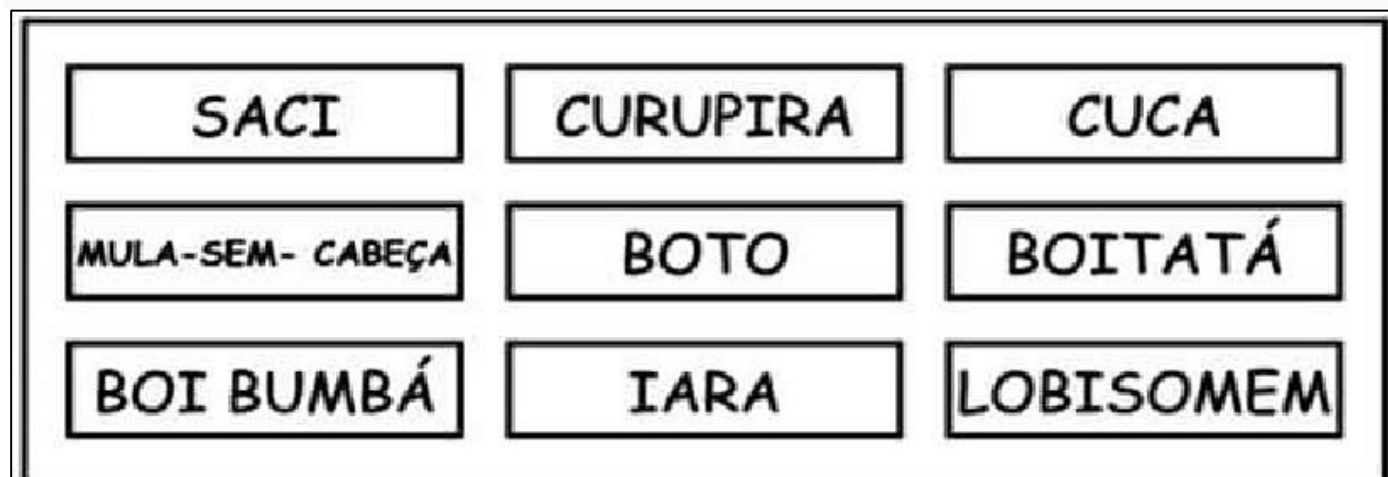 SACI CURUPIRA CUCA
MULA-SEM- CABEÇA BOTO BOITATÁ
BOI BUMBÁ IARA LOBISOMEM